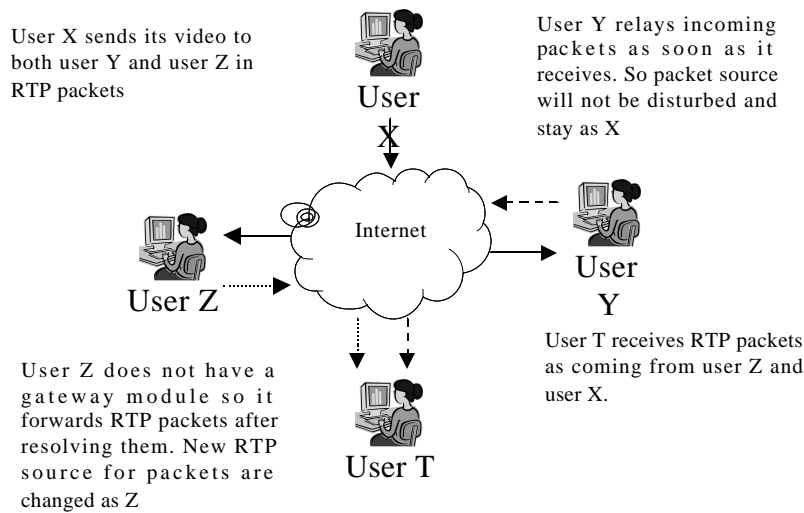 User X sends its video to
both user Y and user Z in
RTP packets
User
X
User Y relays incoming
packets as soon as it
receives. So packet source
will not be disturbed and
stay as X
Internet
User Z
User
Y
User Z does not have a
gateway module so it
forwards RTP packets after
resolving them. New RTP
source for packets are
changed as Z
User T
User T receives RTP packets
as coming from user Z and
user X.